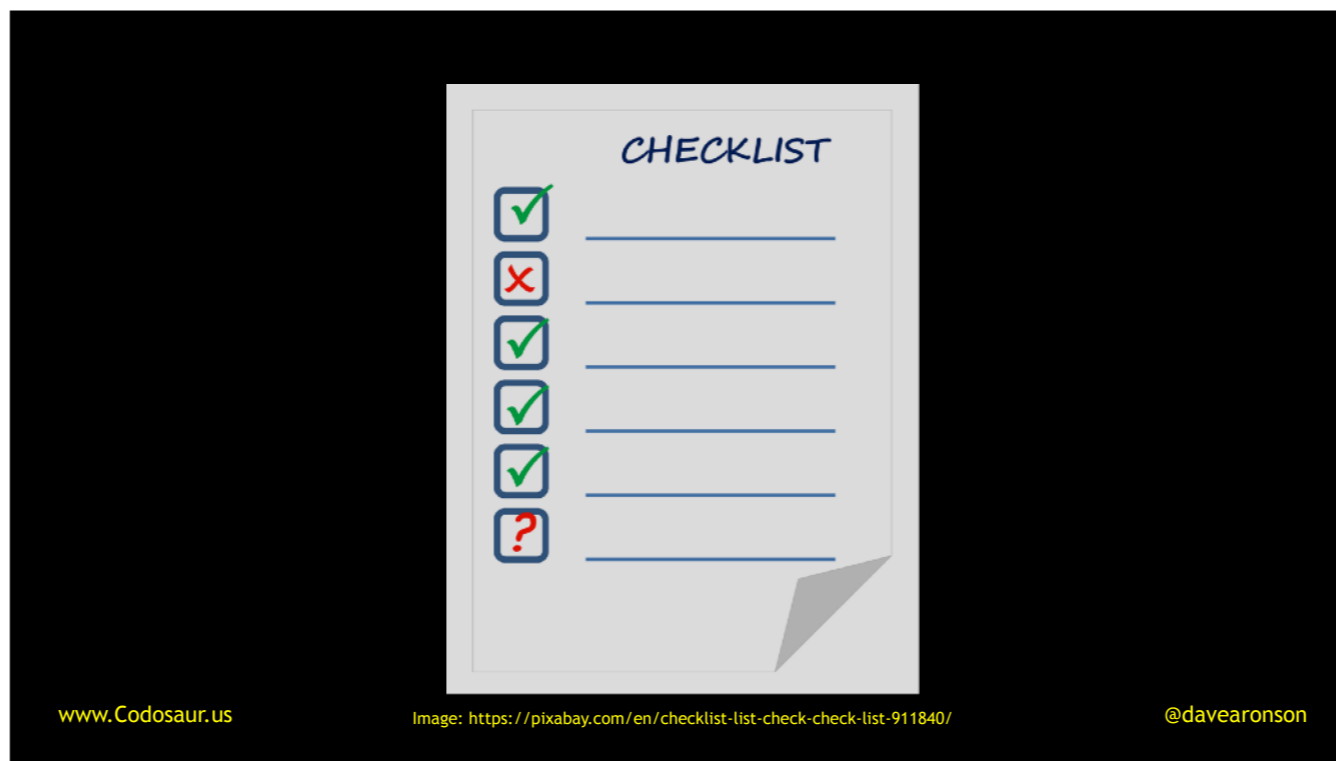 CHECKLIST
?
www.Codosaur.us
Image: https://pixabay.com/en/checklist-list-check-check-list-911840/
@davearonson